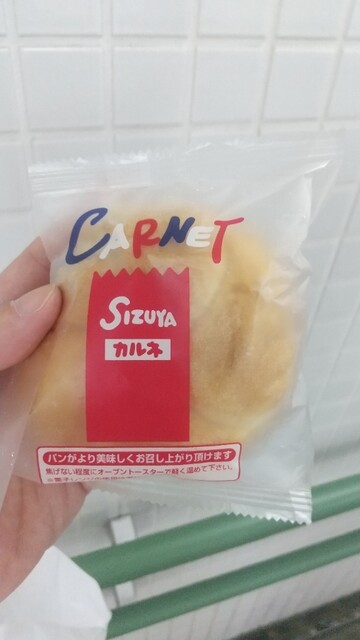 CARNET
SIZUYA
カルネ
パンがより美味しくお召し上がり頂けます
焦げない程度にオーブントースターで軽く温めて下さい。